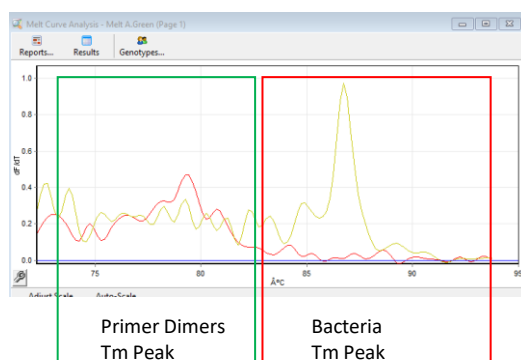 Melt Curve Analysis - Melt A.Green (Page 1)
Reports... Results Genotypes...
1.0
0.8
0.6
0.4
0.2
0.0
dF/dT
75 80 85 90 95
°C
Adjust Scale Auto-Scale
Primer Dimers
Tm Peak
Bacteria
Tm Peak